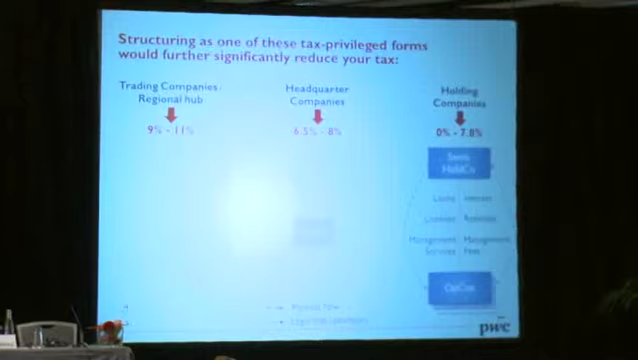 Structuring as one of these tax-privileged forms
would further significantly reduce your tax:
Trading Companies
Regional hub
9% - 11%
Headquarter
Companies
6.5% - 8%
Holding
Companies
0% - 7.8%
Swiss
HoldCo
Loans Interest
Licenses Royalties
Management Management
Services Fees
OpCos
pwc